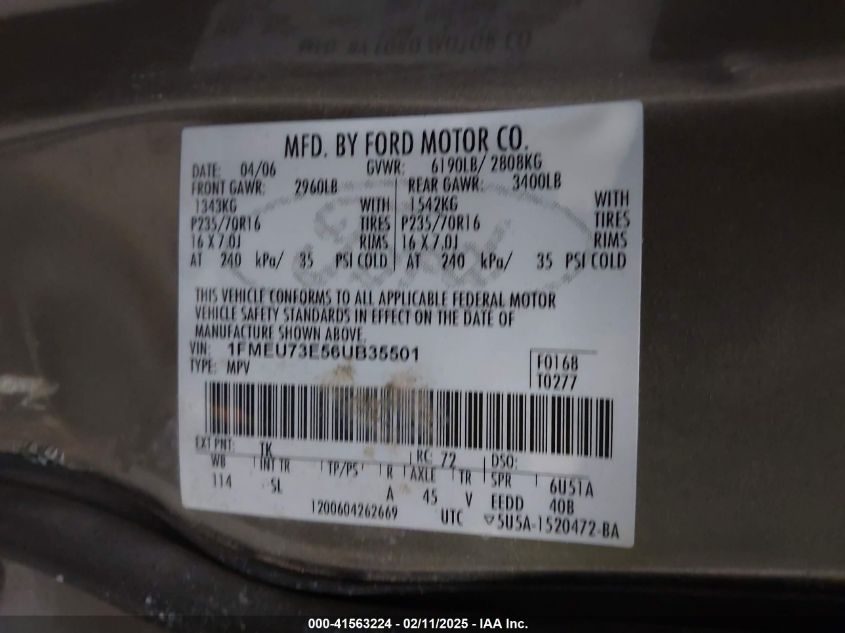 MFD. BY FORD MOTOR CO.
DATE: 04/06 GVWR: 6190LB/ 2808KG
FRONT GAWR: 2960LB REAR GAWR: 3400LB
1343KG WITH 1542KG WITH
P235/70R16 TIRES P235/70R16 TIRES
16 X 7.0J RIMS 16 X 7.0J RIMS
AT 240 kPa/ 35 PSI COLD AT 240 kPa/ 35 PSI COLD
THIS VEHICLE CONFORMS TO ALL APPLICABLE FEDERAL MOTOR
VEHICLE SAFETY STANDARDS IN EFFECT ON THE DATE OF
MANUFACTURE SHOWN ABOVE.
VIN: 1FMEU73E56UB35501
TYPE: MPV
F0168
T0277
EXT PNT: TK RC: 72 DSO:
WB INT TR TP/PS R AXLE TR SPR 6U51A
114 SL A 45 V EEDD 40B
1200604262669 UTC ▽5U5A-1520472-BA
000-41563224 - 02/11/2025 - IAA Inc.